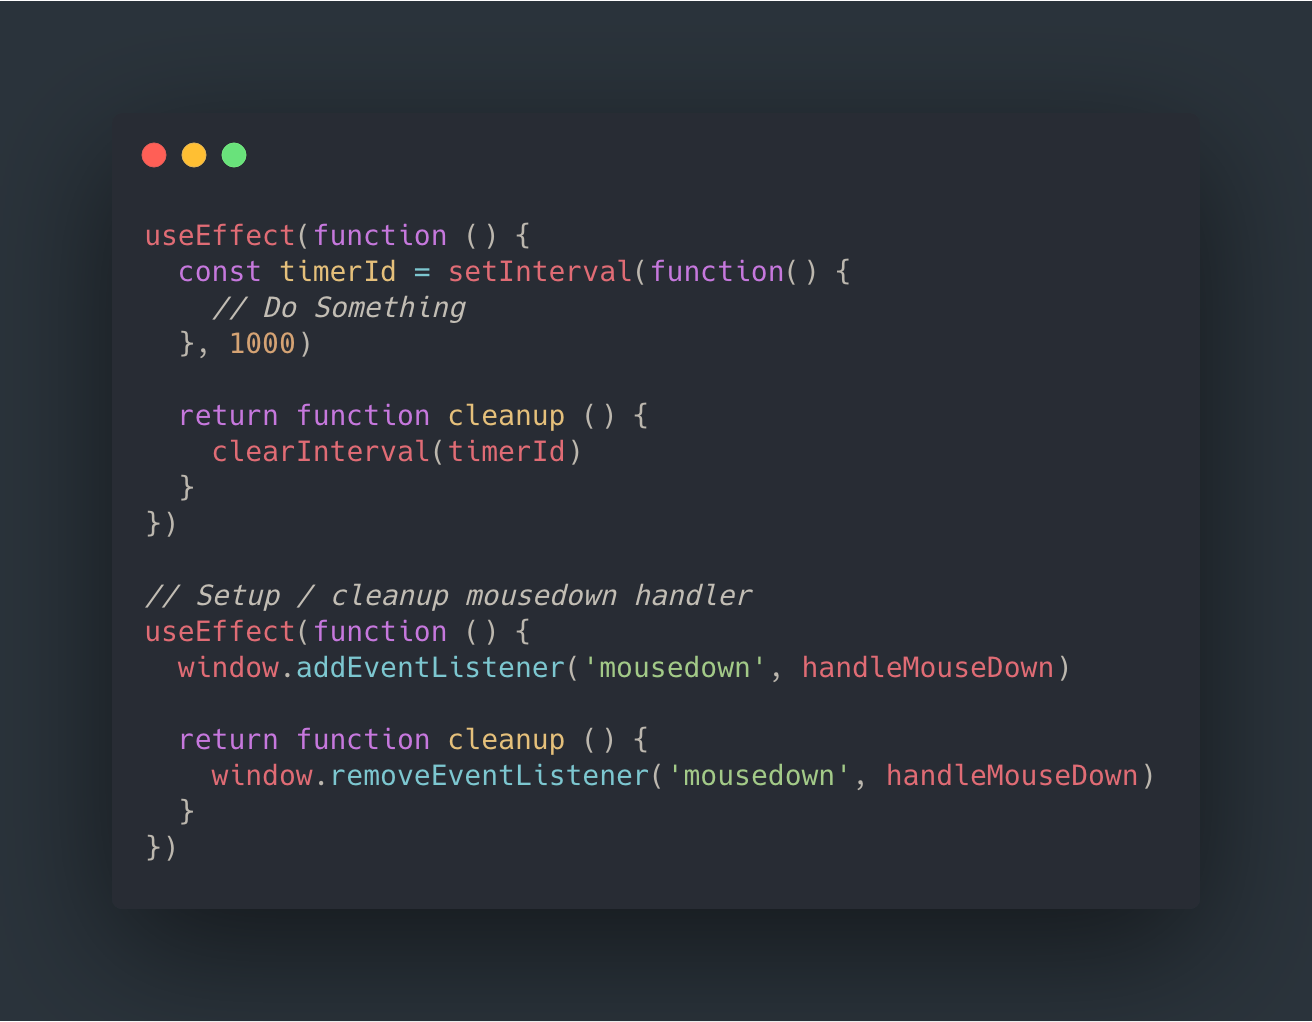 useEffect(function () {
  const timerId = setInterval(function() {
    // Do Something
  }, 1000)

  return function cleanup () {
    clearInterval(timerId)
  }
})

// Setup / cleanup mousedown handler
useEffect(function () {
  window.addEventListener('mousedown', handleMouseDown)

  return function cleanup () {
    window.removeEventListener('mousedown', handleMouseDown)
  }
})